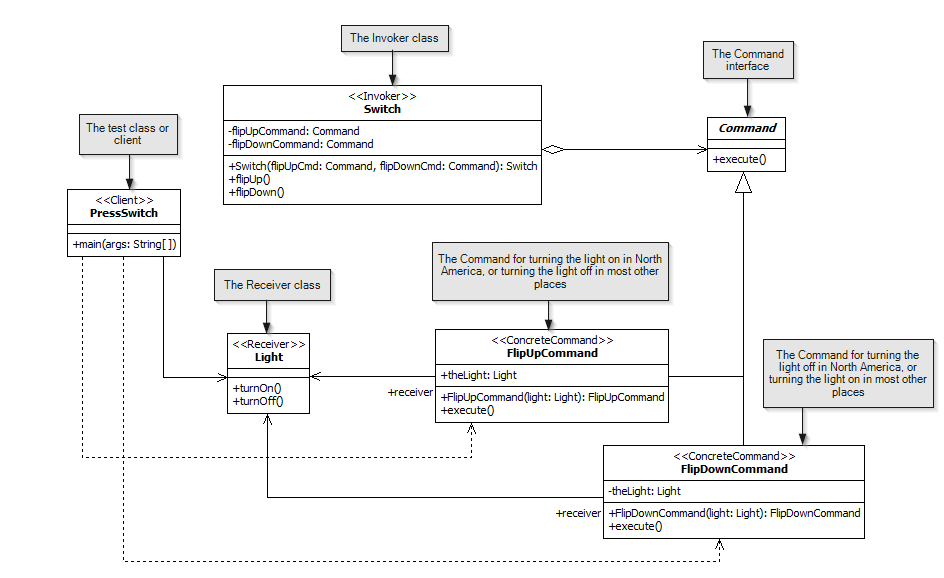 The Invoker class
The Command
interface
<<Invoker>>
Switch
-flipUpCommand: Command
-flipDownCommand: Command
+Switch(flipUpCmd: Command, flipDownCmd: Command): Switch
+flipUp()
+flipDown()
Command
+execute()
The test class or
client
<<Client>>
PressSwitch
+main(args: String[ ])
The Receiver class
<<Receiver>>
Light
+turnOn()
+turnOff()
The Command for turning the light on in North
America, or turning the light off in most other
places
<<ConcreteCommand>>
FlipUpCommand
+theLight: Light
+FlipUpCommand(light: Light): FlipUpCommand
+execute()
+receiver
The Command for turning the
light off in North America, or
turning the light on in most other
places
<<ConcreteCommand>>
FlipDownCommand
-theLight: Light
+FlipDownCommand(light: Light): FlipDownCommand
+execute()
+receiver